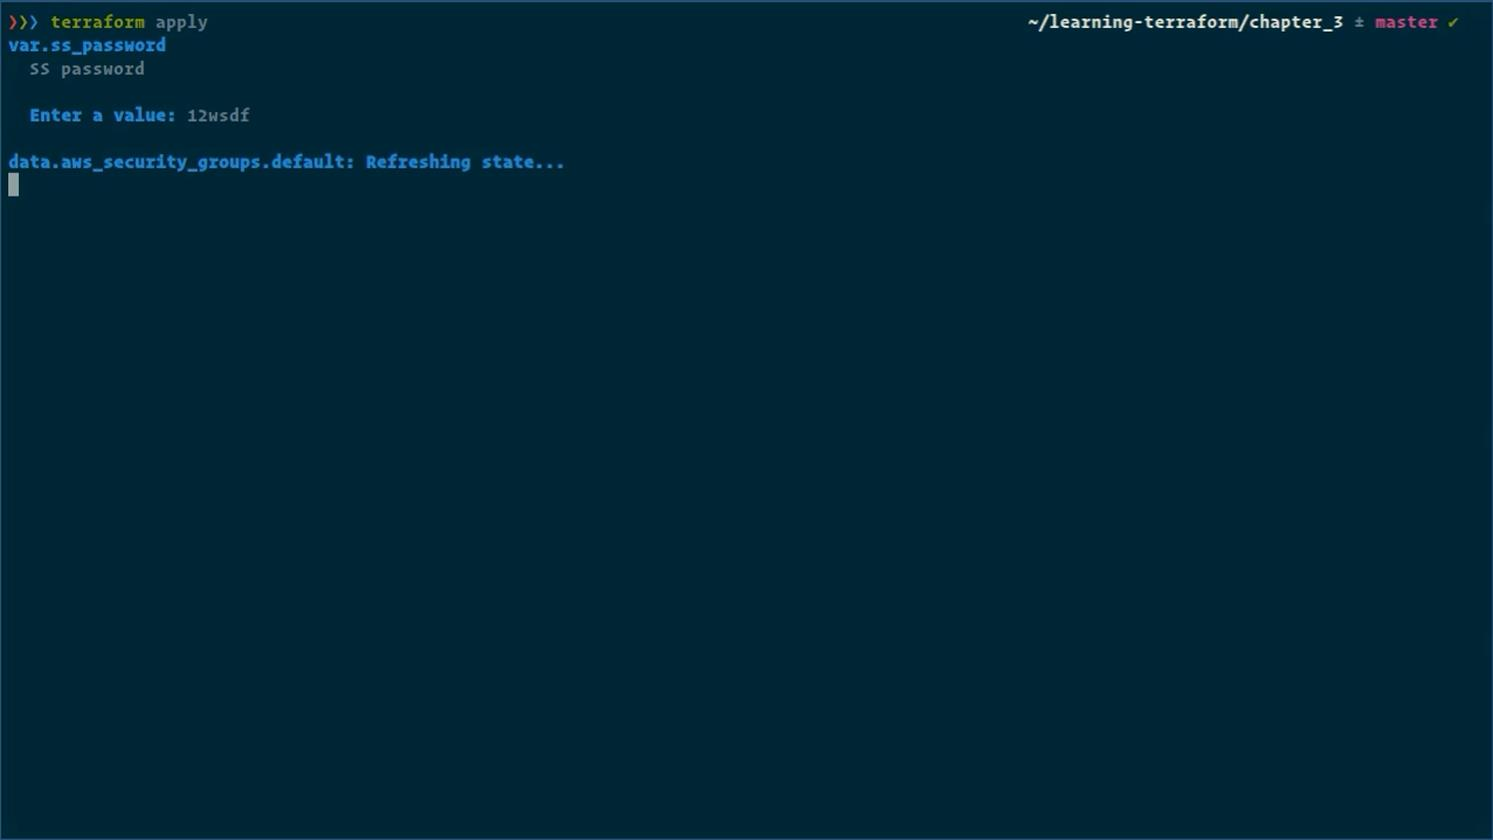 ❯❯❯ terraform apply ~/learning-terraform/chapter_3 ± master ✔
var.ss_password
SS password
Enter a value: 12wsdf
data.aws_security_groups.default: Refreshing state...